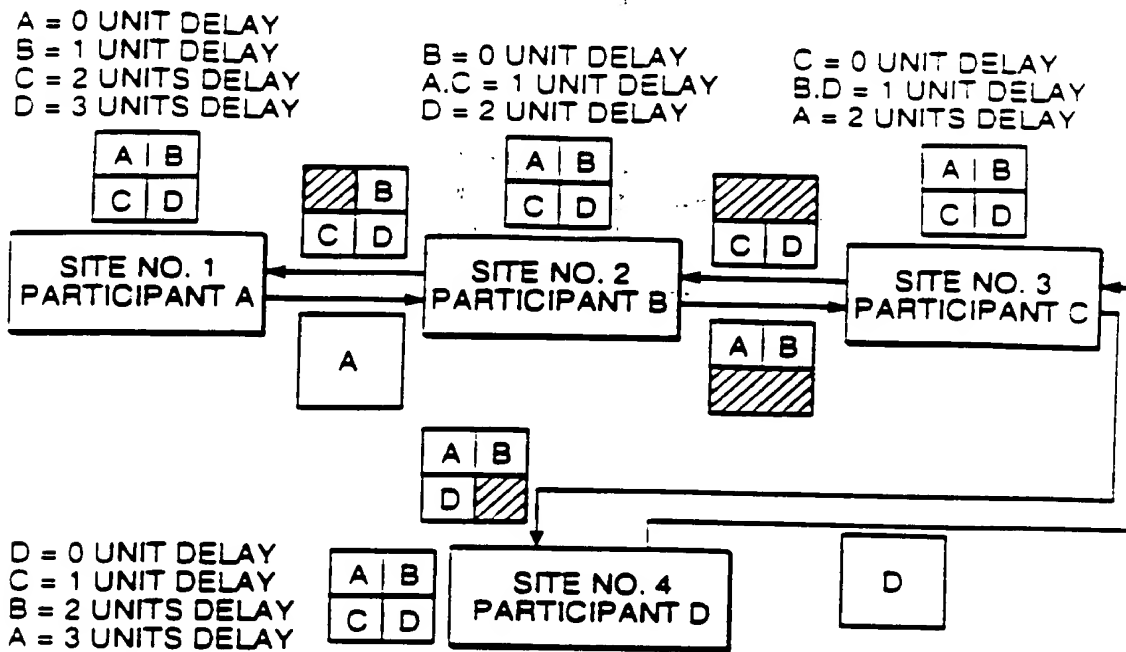 A = 0 UNIT DELAY
B = 1 UNIT DELAY
C = 2 UNITS DELAY
D = 3 UNITS DELAY
B = 0 UNIT DELAY
A.C = 1 UNIT DELAY
D = 2 UNIT DELAY
C = 0 UNIT DELAY
B.D = 1 UNIT DELAY
A = 2 UNITS DELAY
A B
C D
B
C D
A B
C D
C D
A B
C D
SITE NO. 1
PARTICIPANT A
SITE NO. 2
PARTICIPANT B
SITE NO. 3
PARTICIPANT C
A
A B
A B
D
D = 0 UNIT DELAY
C = 1 UNIT DELAY
B = 2 UNITS DELAY
A = 3 UNITS DELAY
A B
C D
SITE NO. 4
PARTICIPANT D
D